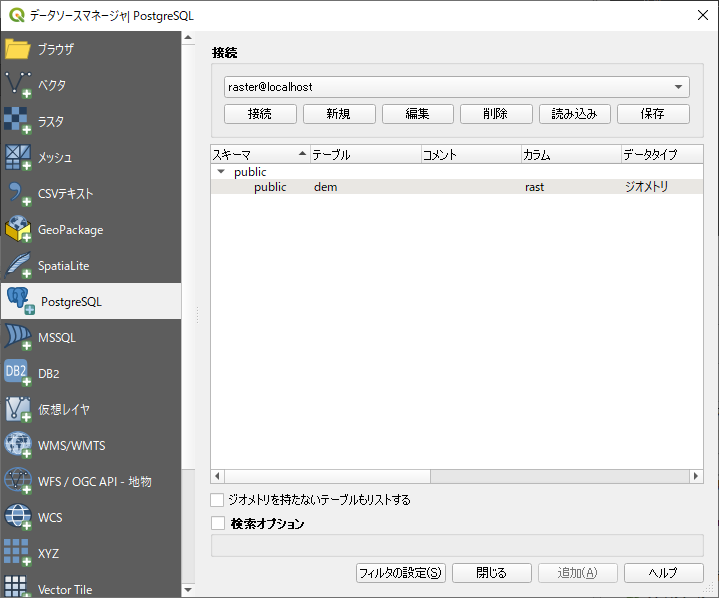 データソースマネージャ| PostgreSQL
ブラウザ
ベクタ
ラスタ
メッシュ
CSVテキスト
GeoPackage
SpatiaLite
PostgreSQL
MSSQL
DB2
DB2
仮想レイヤ
WMS/WMTS
WFS / OGC API - 地物
WCS
XYZ
Vector Tile
接続
raster@localhost
接続 新規 編集 削除 読み込み 保存
スキーマ テーブル コメント カラム データタイプ
public
public dem rast ジオメトリ
ジオメトリを持たないテーブルもリストする
検索オプション
フィルタの設定(S) 閉じる 追加(A) ヘルプ